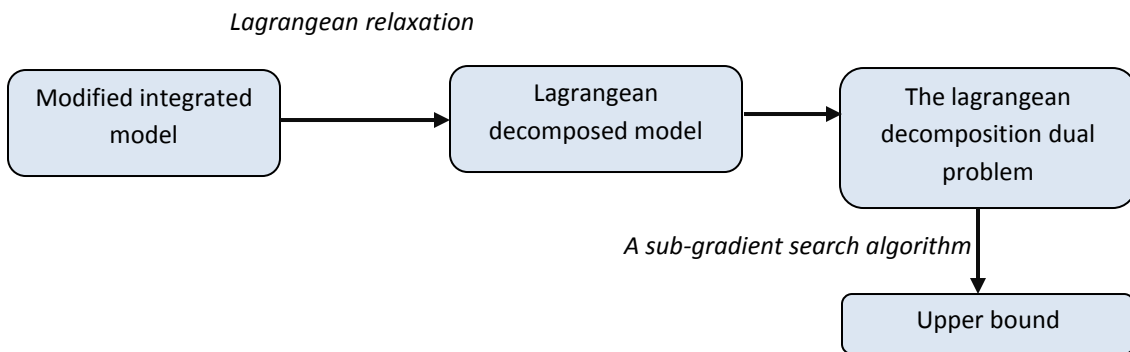 Lagrangean relaxation
Modified integrated
model
Lagrangean
decomposed model
The lagrangean
decomposition dual
problem
A sub-gradient search algorithm
Upper bound